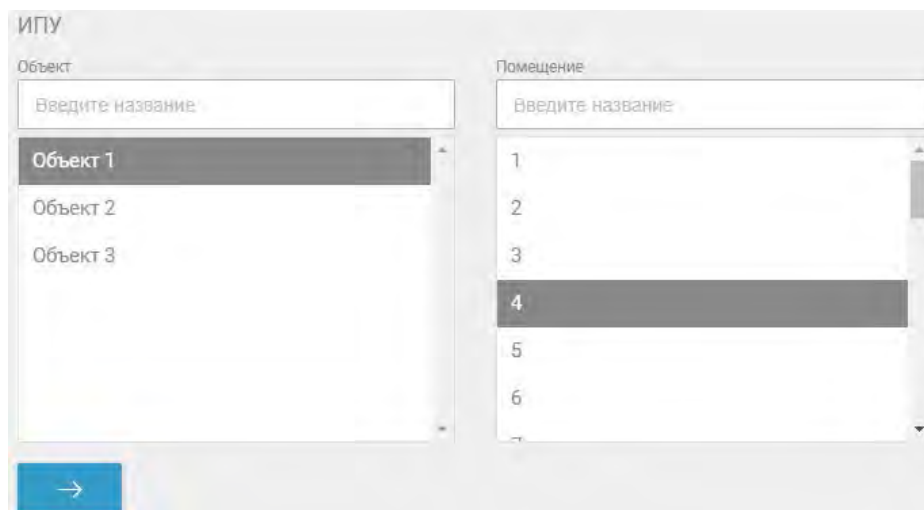 ИПУ
Объект
Введите название
Объект 1
Объект 2
Объект 3
Помещение
Введите название
1
2
3
4
5
6